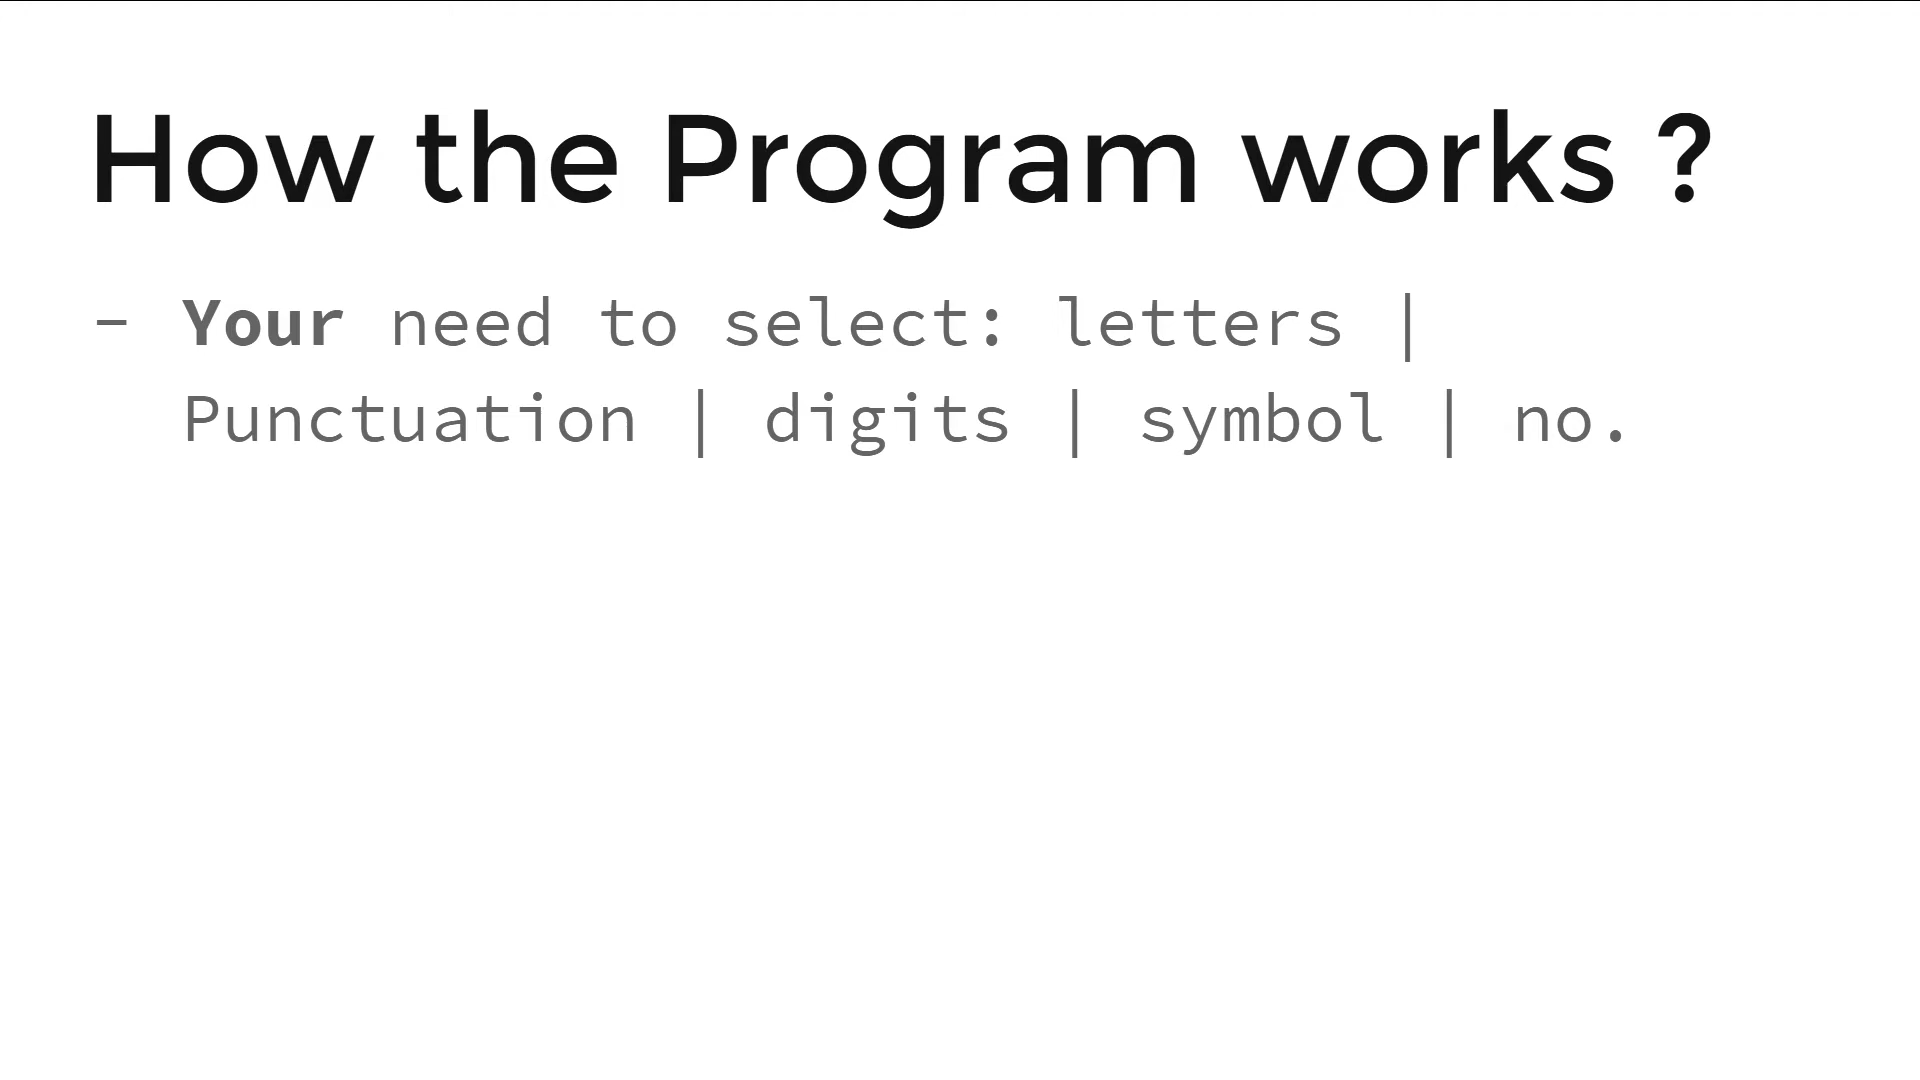 How the Program works ?
- Your need to select: letters |
Punctuation | digits | symbol | no.